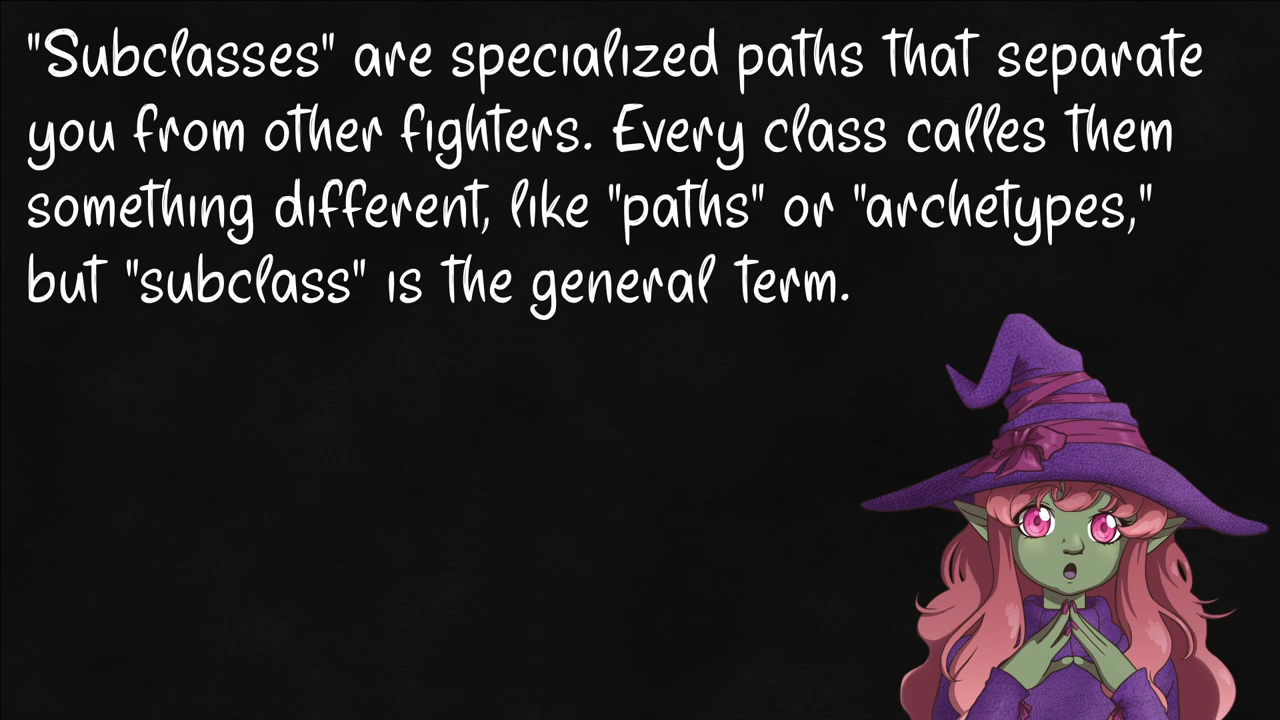 "Subclasses" are specialized paths that separate
you from other fighters. Every class calles them
something different, like "paths" or "archetypes,"
but "subclass" is the general term.